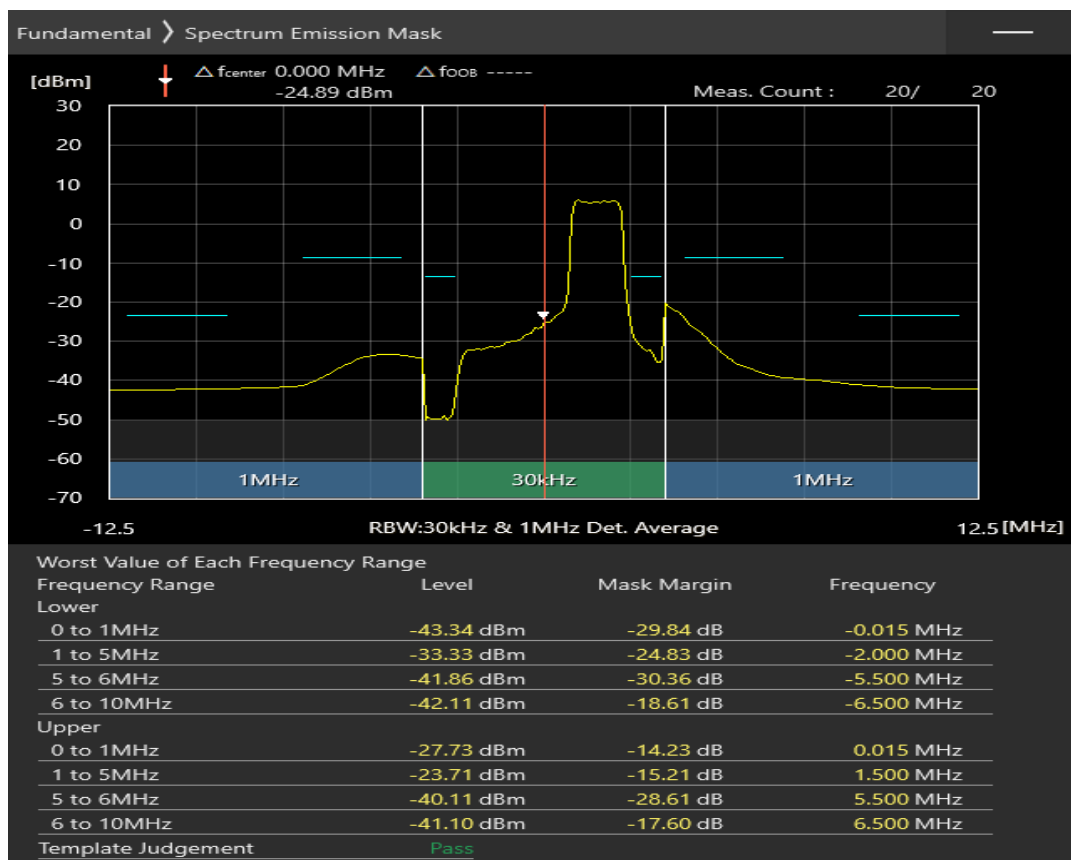 Fundamental ❯ Spectrum Emission Mask
△ fcenter 0.000 MHz △ fOOB -----
[dBm] -24.89 dBm Meas. Count : 20/ 20
30
20
10
0
-10
-20
-30
-40
-50
-60
-70
1MHz 30kHz 1MHz
-12.5 RBW:30kHz & 1MHz Det. Average 12.5 [MHz]
Worst Value of Each Frequency Range
Frequency Range Level Mask Margin Frequency
Lower
0 to 1MHz -43.34 dBm -29.84 dB -0.015 MHz
1 to 5MHz -33.33 dBm -24.83 dB -2.000 MHz
5 to 6MHz -41.86 dBm -30.36 dB -5.500 MHz
6 to 10MHz -42.11 dBm -18.61 dB -6.500 MHz
Upper
0 to 1MHz -27.73 dBm -14.23 dB 0.015 MHz
1 to 5MHz -23.71 dBm -15.21 dB 1.500 MHz
5 to 6MHz -40.11 dBm -28.61 dB 5.500 MHz
6 to 10MHz -41.10 dBm -17.60 dB 6.500 MHz
Template Judgement Pass